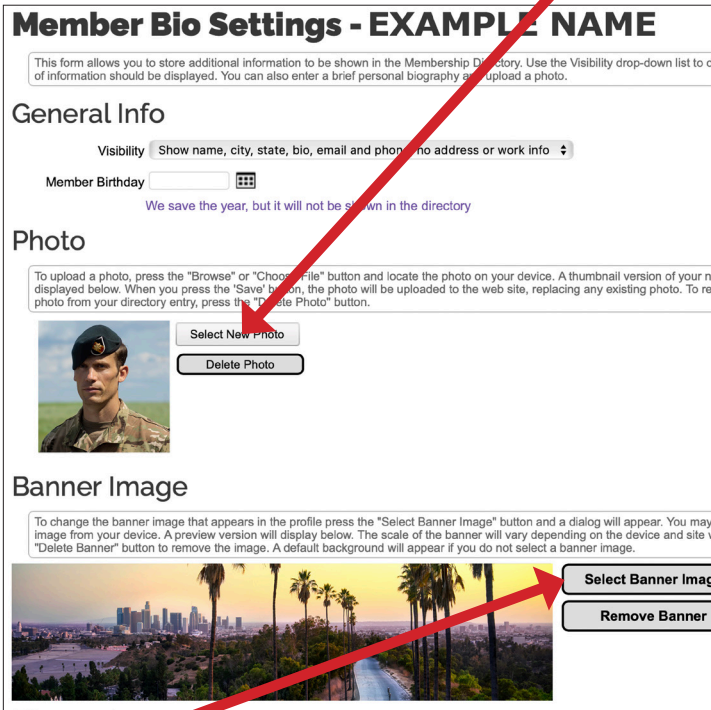 Member Bio Settings - EXAMPLE NAME
This form allows you to store additional information to be shown in the Membership Directory. Use the Visibility drop-down list to
of information should be displayed. You can also enter a brief personal biography and upload a photo.
General Info
Visibility Show name, city, state, bio, email and phone, no address or work info
Member Birthday
We save the year, but it will not be shown in the directory
Photo
To upload a photo, press the "Browse" or "Choose File" button and locate the photo on your device. A thumbnail version of your
displayed below. When you press the 'Save' button, the photo will be uploaded to the web site, replacing any existing photo. To
photo from your directory entry, press the "Delete Photo" button.
Select New Photo
Delete Photo
Banner Image
To change the banner image that appears in the profile press the "Select Banner Image" button and a dialog will appear. You may
image from your device. A preview version will display below. The scale of the banner will vary depending on the device and site
"Delete Banner" button to remove the image. A default background will appear if you do not select a banner image.
Select Banner Imag
Remove Banner